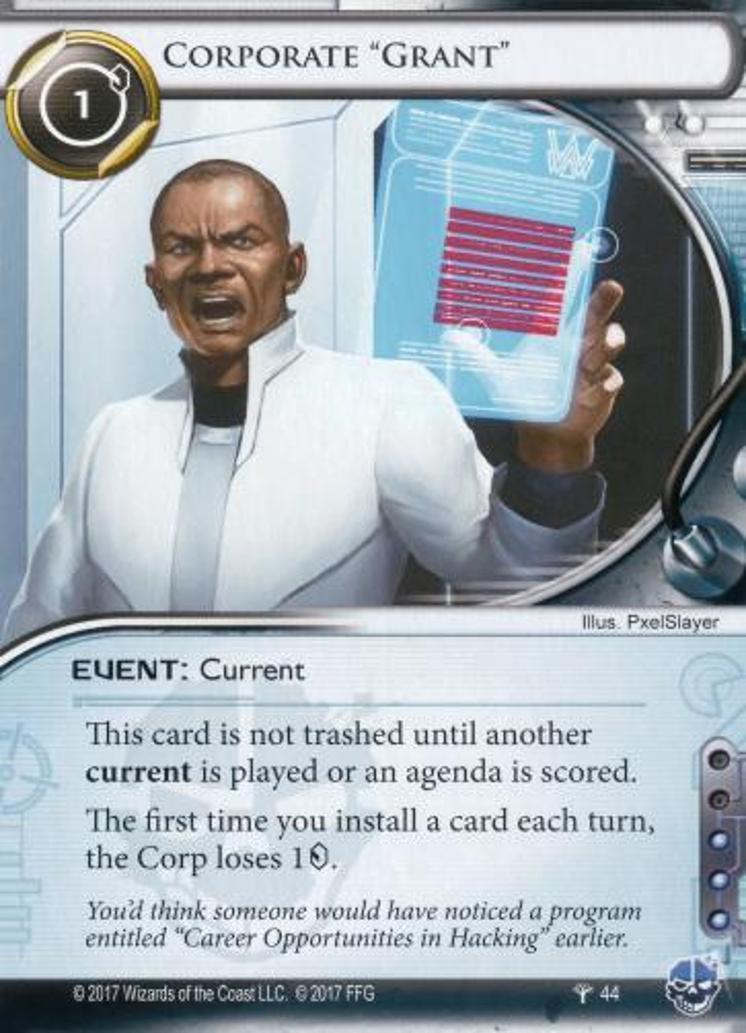 CORPORATE “GRANT”
1
Illus. PxelSlayer
EVENT: Current
This card is not trashed until another
current is played or an agenda is scored.
The first time you install a card each turn,
the Corp loses 1.
You’d think someone would have noticed a program
entitled “Career Opportunities in Hacking” earlier.
© 2017 Wizards of the Coast LLC. © 2017 FFG
44